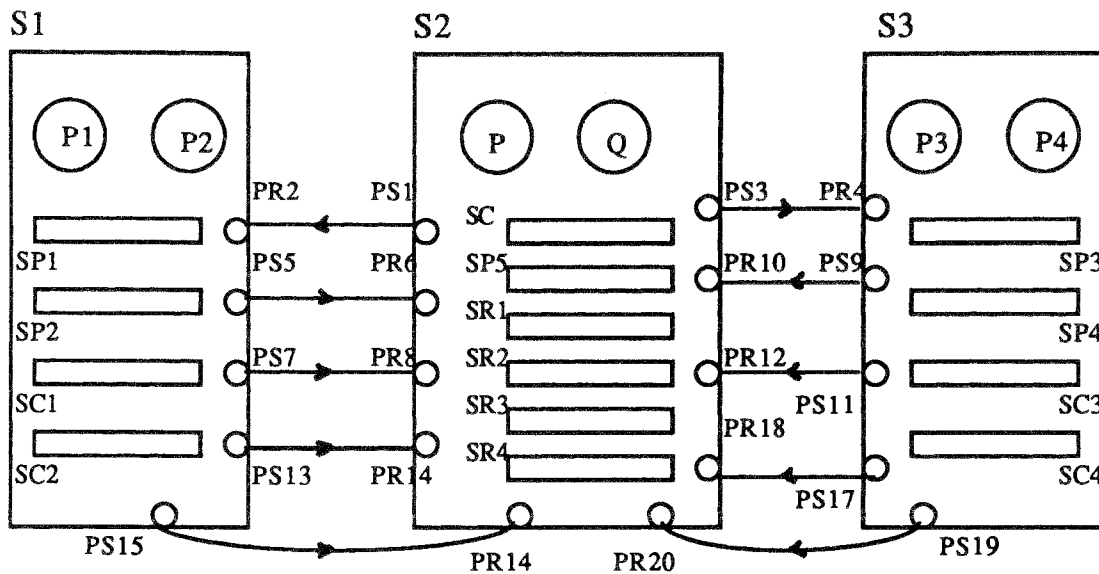 S1
S2
S3
P1 P2
P Q
P3 P4
PR2 PS1
SC
PS3 PR4
SP1
PS5 PR6
SP5
PR10 PS9
SP3
SR1
SP2
PS7 PR8
SR2
PR12
SP4
SC1
SR3
PS11
SC3
PR18
SC2
PS13 PR14
SR4
PS17
SC4
PS15
PR14 PR20
PS19